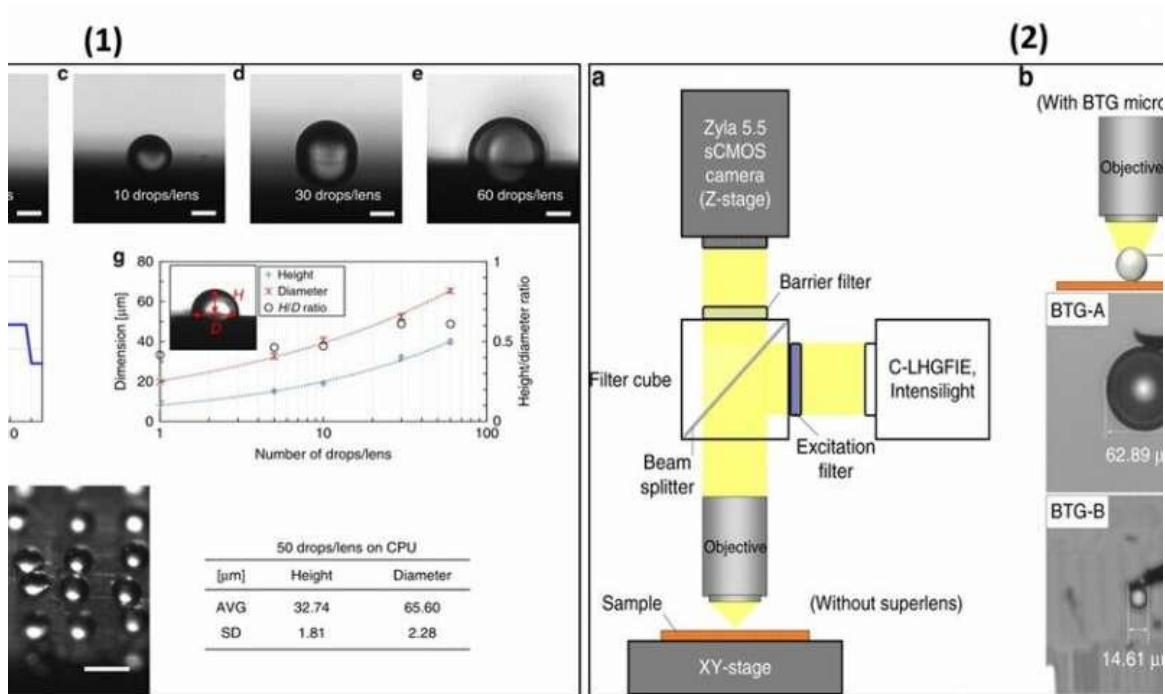 (1)
c
d
e
10 drops/lens
30 drops/lens
60 drops/lens
g
80
60
40
20
0
Dimension [μm]
Height
Diameter
H/D ratio
H
D
1
0.5
0
Height/diameter ratio
1
10
100
Number of drops/lens
0
50 drops/lens on CPU
[μm] Height Diameter
AVG 32.74 65.60
SD 1.81 2.28
(2)
a
Zyla 5.5
sCMOS
camera
(Z-stage)
Barrier filter
Filter cube
C-LHGFIE,
Intensilight
Excitation
filter
Beam
splitter
Objective
Sample
(Without superlens)
XY-stage
b
(With BTG micro
Objective
BTG-A
62.89 μ
BTG-B
14.61 μ